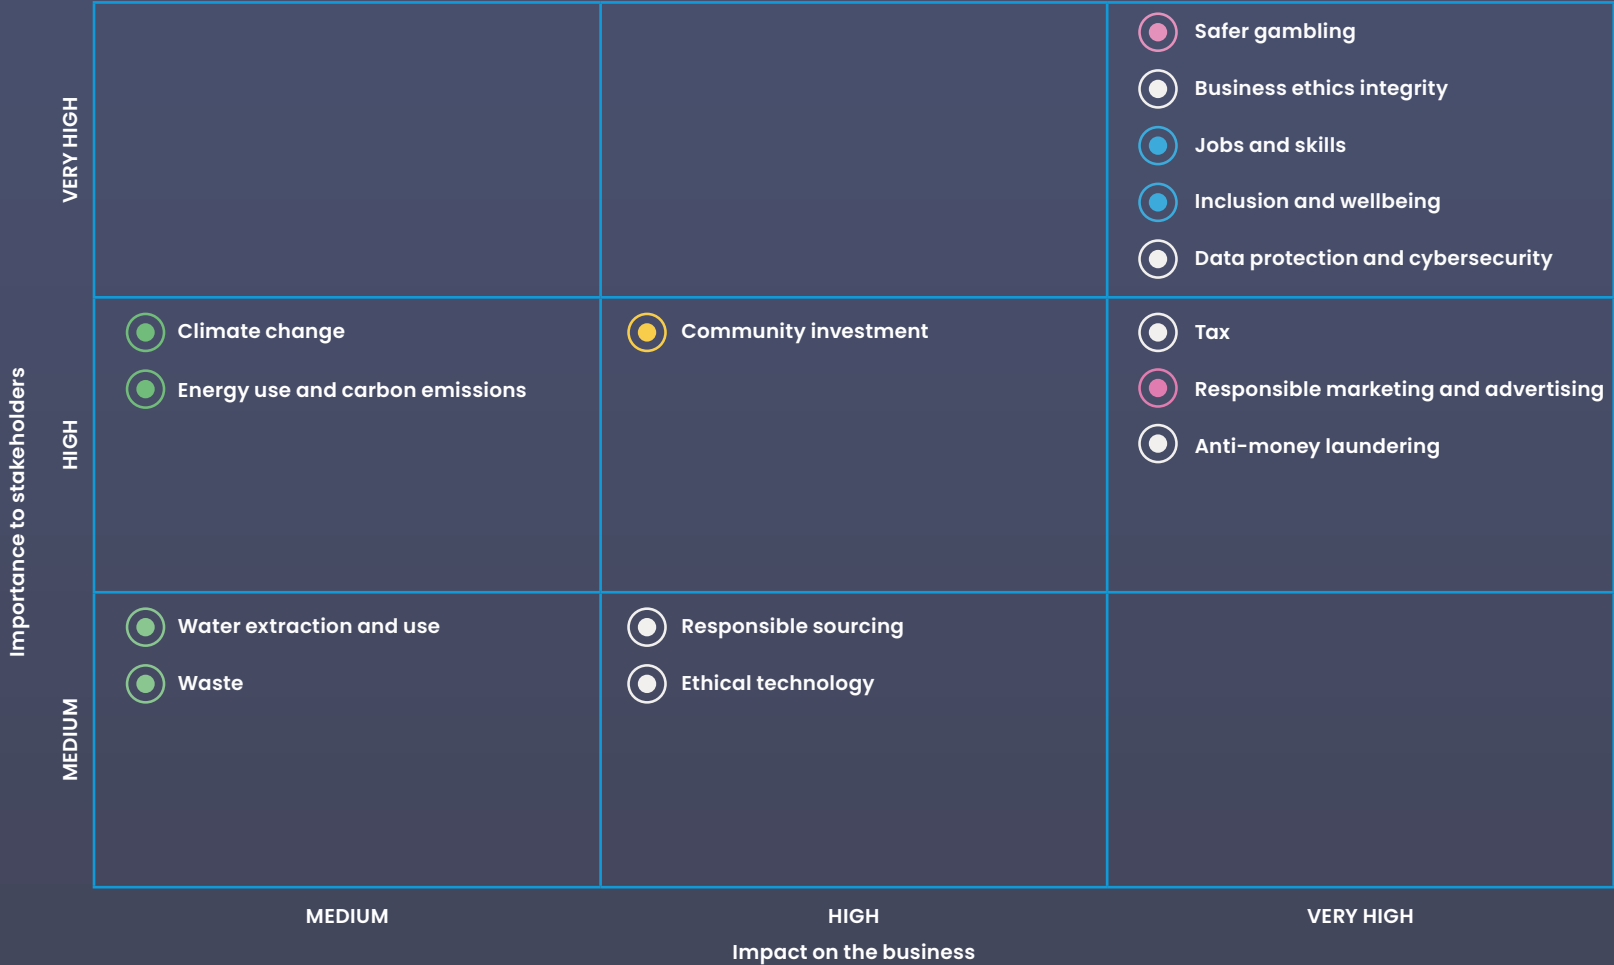 Importance to stakeholders
VERY HIGH
Safer gambling
Business ethics integrity
Jobs and skills
Inclusion and wellbeing
Data protection and cybersecurity
HIGH
Climate change
Energy use and carbon emissions
Community investment
Tax
Responsible marketing and advertising
Anti-money laundering
MEDIUM
Water extraction and use
Waste
Responsible sourcing
Ethical technology
MEDIUM
HIGH
VERY HIGH
Impact on the business